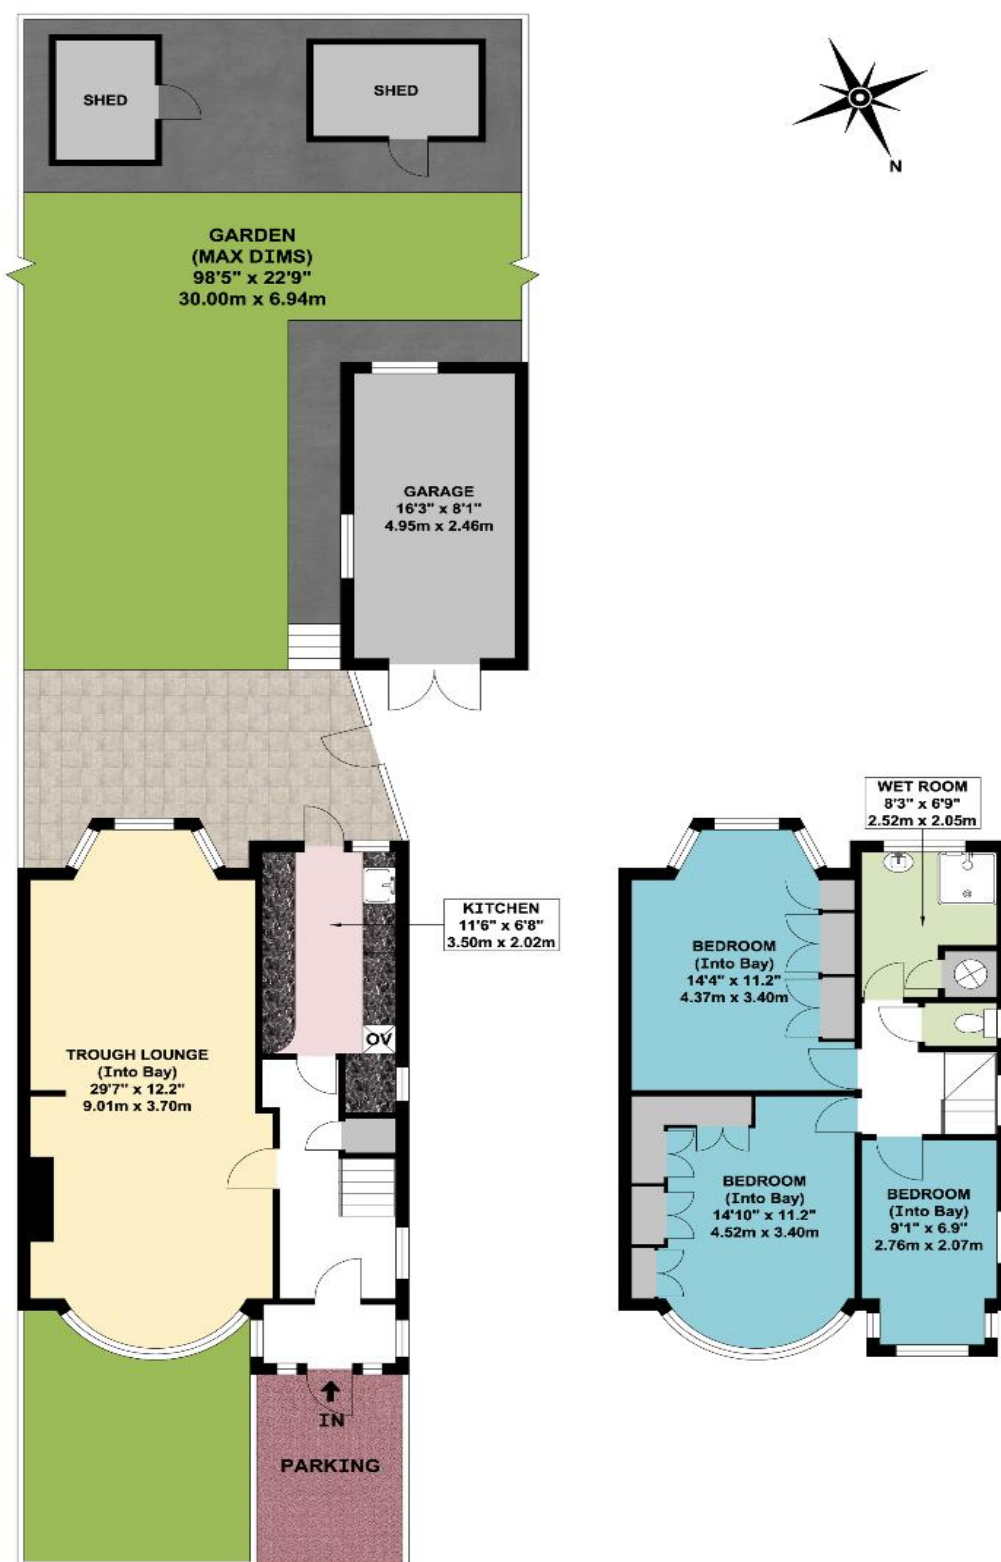 SHED
SHED
N
GARDEN
(MAX DIMS)
98'5" x 22'9"
30.00m x 6.94m
GARAGE
16'3" x 8'1"
4.95m x 2.46m
WET ROOM
8'3" x 6'9"
2.52m x 2.05m
KITCHEN
11'6" x 6'8"
3.50m x 2.02m
OV
TROUGH LOUNGE
(Into Bay)
29'7" x 12.2"
9.01m x 3.70m
BEDROOM
(Into Bay)
14'4" x 11.2"
4.37m x 3.40m
BEDROOM
(Into Bay)
14'10" x 11.2"
4.52m x 3.40m
BEDROOM
(Into Bay)
9'1" x 6.9"
2.76m x 2.07m
IN
PARKING